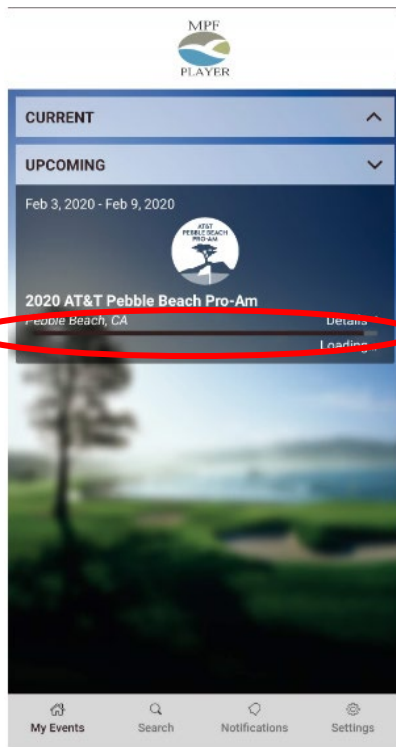 MPF
PLAYER
CURRENT
UPCOMING
Feb 3, 2020 - Feb 9, 2020
AT&T
PEBBLE BEACH
PRO-AM
2020 AT&T Pebble Beach Pro-Am
Pebble Beach, CA Details
Loading...
My Events Search Notifications Settings